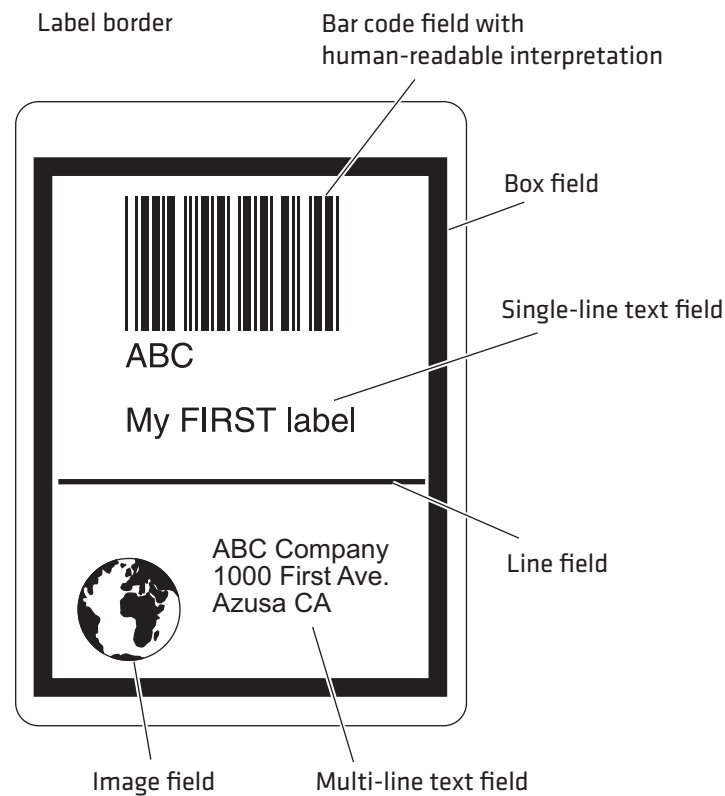 Label border
Bar code field with
human-readable interpretation
Box field
Single-line text field
ABC
My FIRST label
Line field
ABC Company
1000 First Ave.
Azusa CA
Image field
Multi-line text field